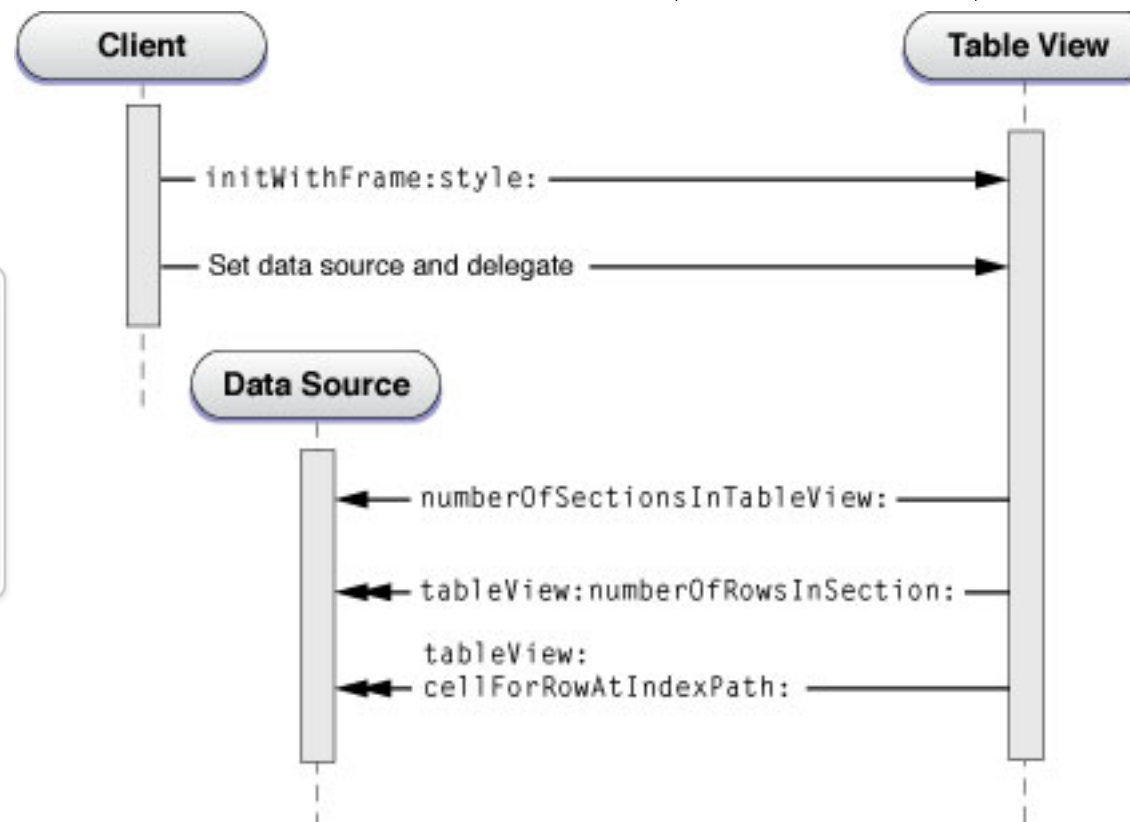 Client
Table View
initWithFrame:style:
Set data source and delegate
Data Source
numberOfSectionsInTableView:
tableView:numberOfRowsInSection:
tableView:
cellForRowAtIndexPath: